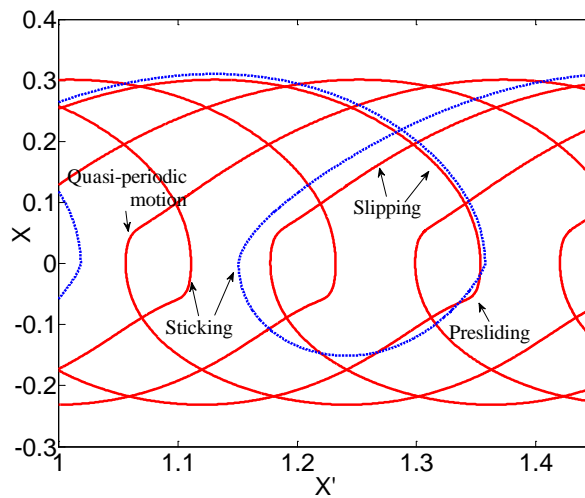 0.4
0.3
0.2
0.1
0
-0.1
-0.2
-0.3
X
Quasi-periodic
motion
Slipping
Sticking
Presliding
1
1.1
1.2
1.3
1.4
X'